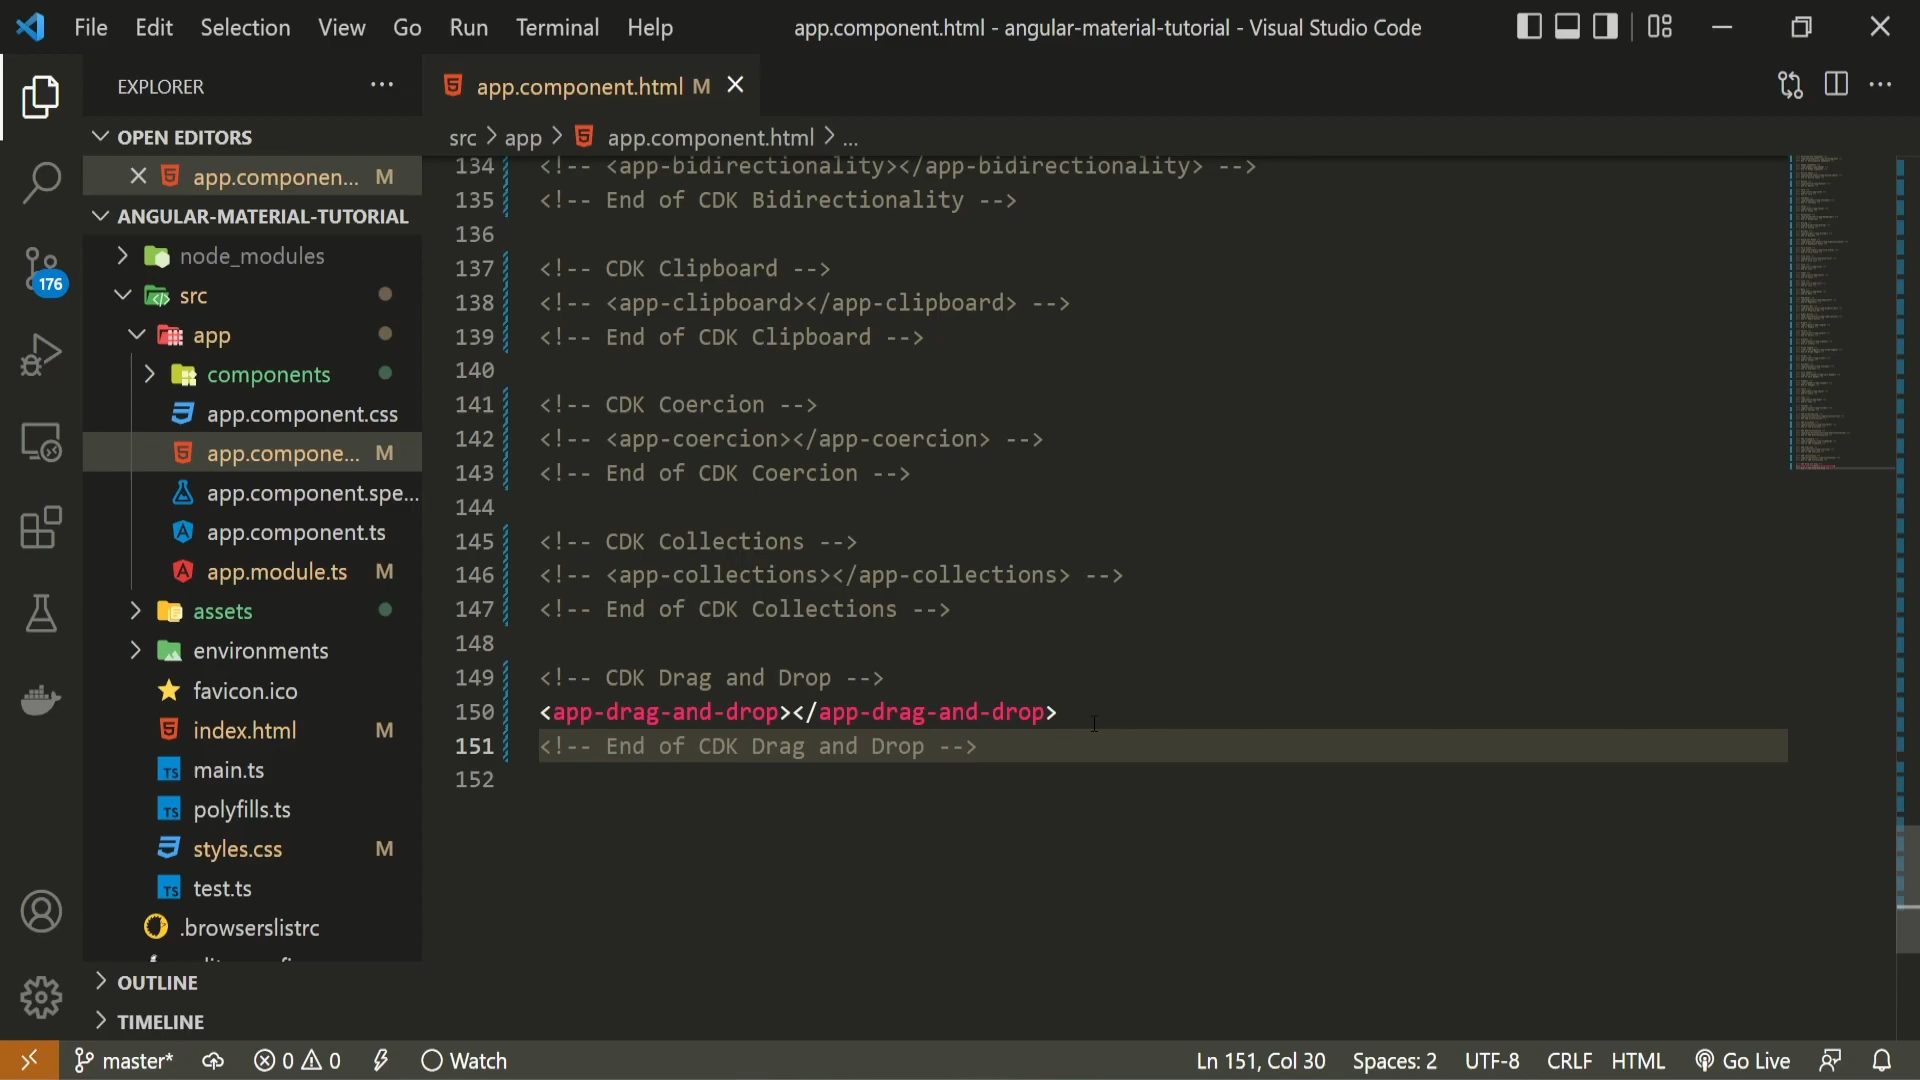 File Edit Selection View Go Run Terminal Help
app.component.html - angular-material-tutorial - Visual Studio Code
EXPLORER
OPEN EDITORS
app.componen... M
ANGULAR-MATERIAL-TUTORIAL
node_modules
src
app
components
app.component.css
app.compone... M
app.component.spe...
app.component.ts
app.module.ts M
assets
environments
favicon.ico
index.html M
main.ts
polyfills.ts
styles.css M
test.ts
.browserslistrc
OUTLINE
TIMELINE
176
app.component.html M
src > app > app.component.html > ...
134 <!-- <app-bidirectionality></app-bidirectionality> -->
135 <!-- End of CDK Bidirectionality -->
136
137 <!-- CDK Clipboard -->
138 <!-- <app-clipboard></app-clipboard> -->
139 <!-- End of CDK Clipboard -->
140
141 <!-- CDK Coercion -->
142 <!-- <app-coercion></app-coercion> -->
143 <!-- End of CDK Coercion -->
144
145 <!-- CDK Collections -->
146 <!-- <app-collections></app-collections> -->
147 <!-- End of CDK Collections -->
148
149 <!-- CDK Drag and Drop -->
150 <app-drag-and-drop></app-drag-and-drop>
151 <!-- End of CDK Drag and Drop -->
152
master* 0 0 Watch Ln 151, Col 30 Spaces: 2 UTF-8 CRLF HTML Go Live